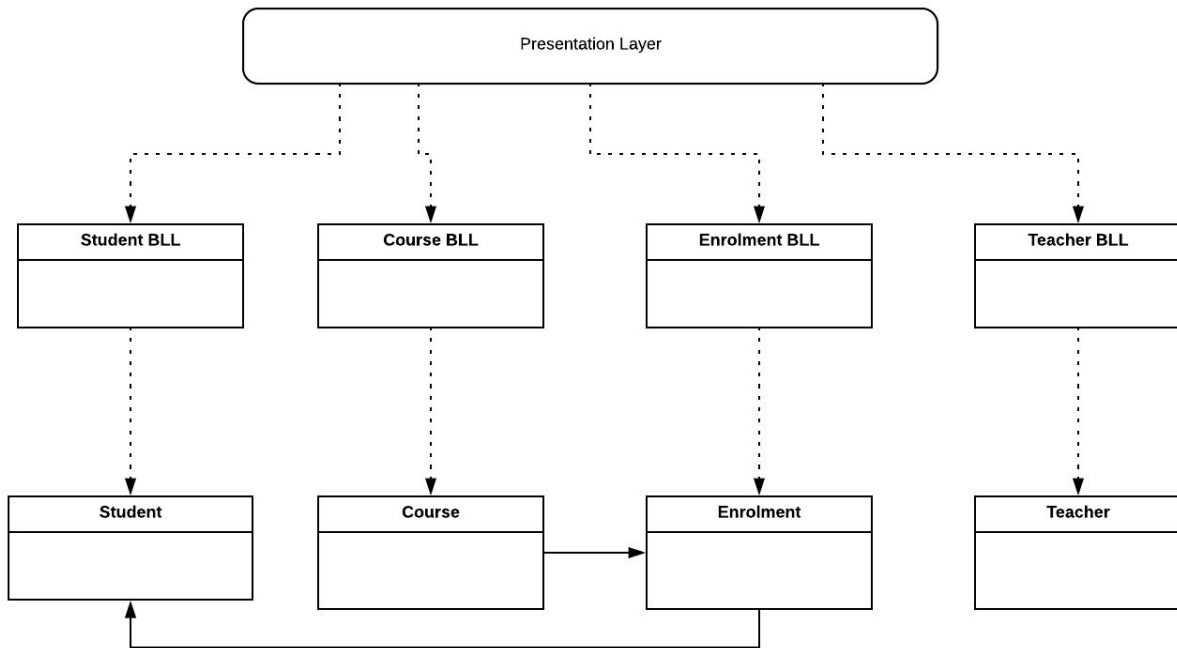 Presentation Layer
Student BLL
Course BLL
Enrolment BLL
Teacher BLL
Student
Course
Enrolment
Teacher